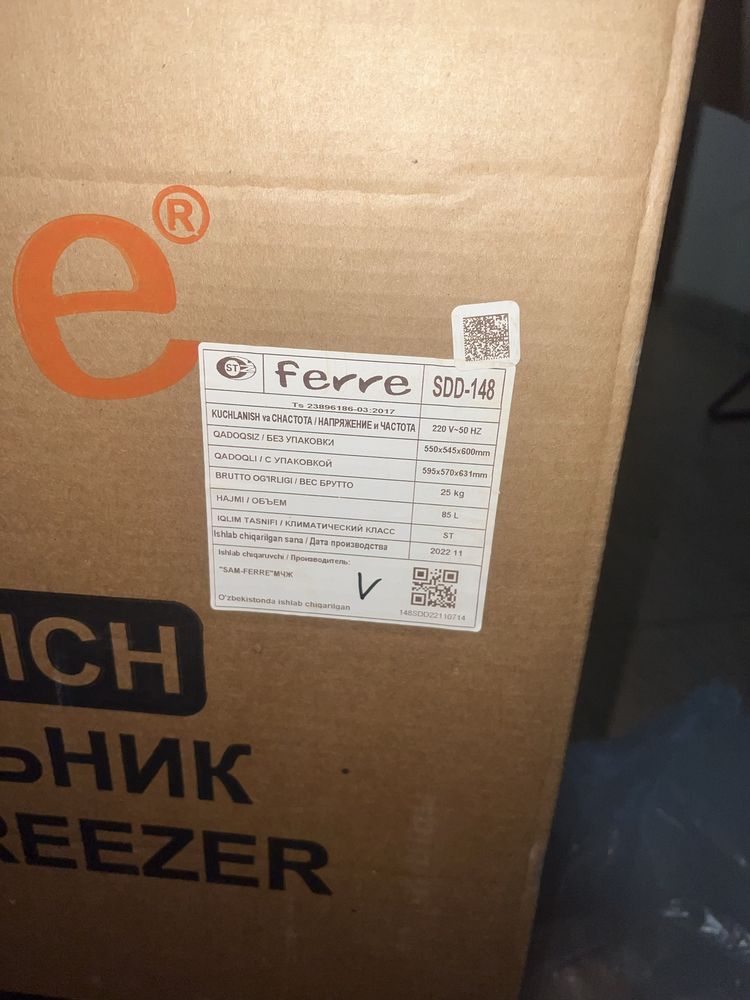 e®
ST ferre SDD-148
Ts 23896186-03:2017
KUCHLANISH va CHACTOTA / НАПРЯЖЕНИЕ и ЧАСТОТА 220 V~50 HZ
QADOQSIZ / БЕЗ УПАКОВКИ 550x545x600mm
QADOQLI / С УПАКОВКОЙ 595x570x631mm
BRUTTO OG'IRLIGI / ВЕС БРУТТО 25 kg
HAJMI / ОБЪЕМ 85 L
IQLIM TASNIFI / КЛИМАТИЧЕСКИЙ КЛАСС ST
Ishlab chiqarilgan sana / Дата производства 2022 11
Ishlab chiqaruvchi / Производитель:
"SAM-FERRE"МЧЖ V
O'zbekistonda ishlab chiqarilgan 148SDD22110714
ICH
ЬНИК
REEZER